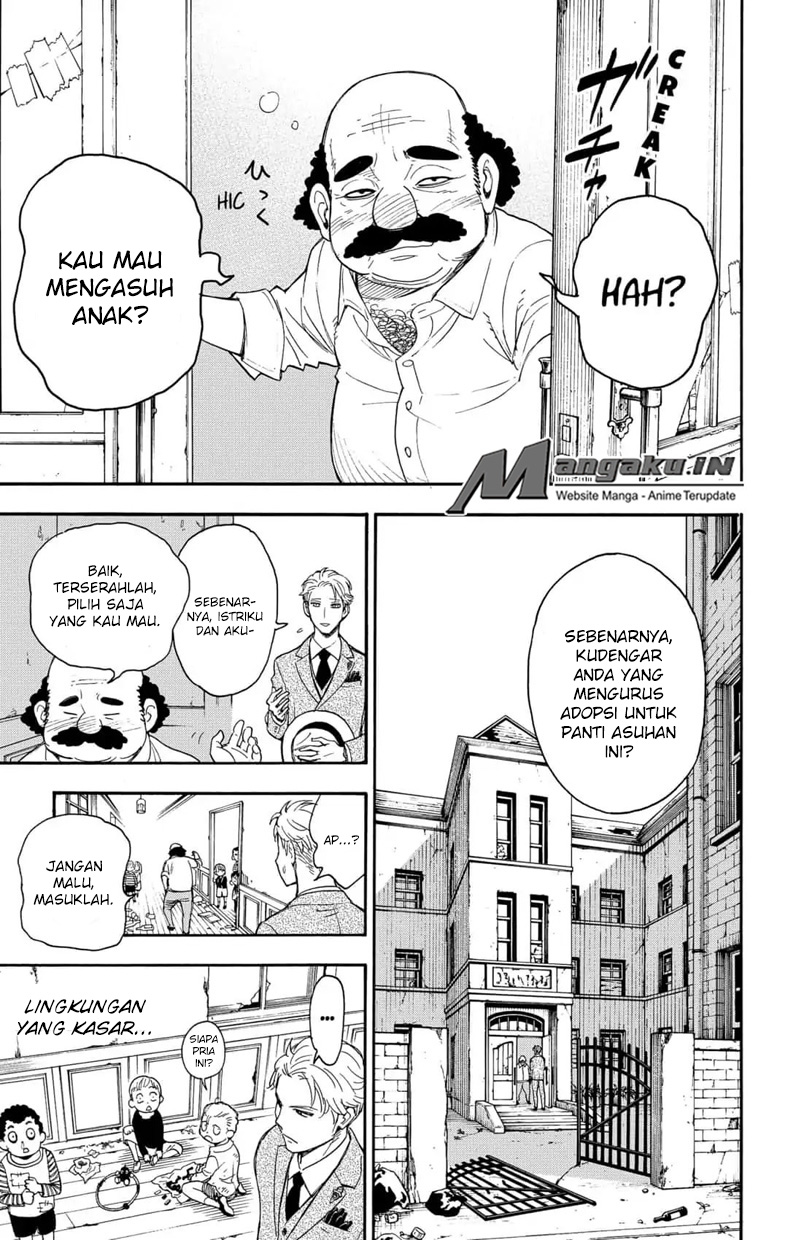 CREAK
ガチャ
HAH?
ひっく
HIC
KAU MAU
MENGASUH
ANAK?
Mangaku.IN
Website Manga - Anime Terupdate
SEBENARNYA,
KUDENGAR
ANDA YANG
MENGURUS
ADOPSI UNTUK
PANTI ASUHAN
INI?
SEBENAR-
NYA, ISTRIKU
DAN AKU-
BAIK,
TERSERAHLAH,
PILIH SAJA
YANG KAU MAU.
AP...?
JANGAN
MALU,
MASUKLAH.
...
SIAPA
PRIA
INI?
LINGKUNGAN
YANG KASAR...